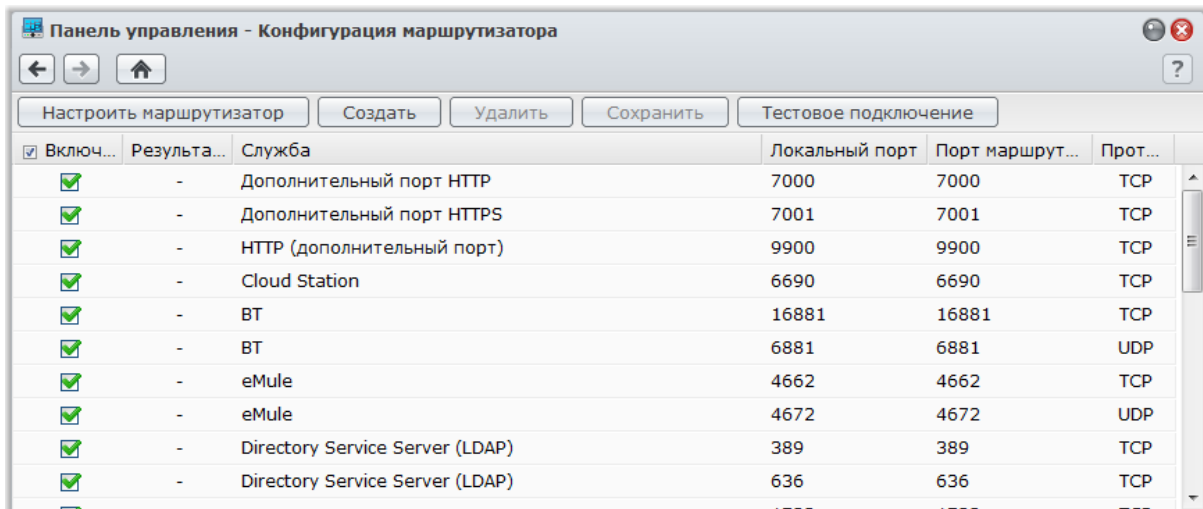 Панель управления - Конфигурация маршрутизатора
?
Настроить маршрутизатор Создать Удалить Сохранить Тестовое подключение
Включ... Результа... Служба Локальный порт Порт маршрут... Прот...
- Дополнительный порт HTTP 7000 7000 TCP
- Дополнительный порт HTTPS 7001 7001 TCP
- HTTP (дополнительный порт) 9900 9900 TCP
- Cloud Station 6690 6690 TCP
- BT 16881 16881 TCP
- BT 6881 6881 UDP
- eMule 4662 4662 TCP
- eMule 4672 4672 UDP
- Directory Service Server (LDAP) 389 389 TCP
- Directory Service Server (LDAP) 636 636 TCP